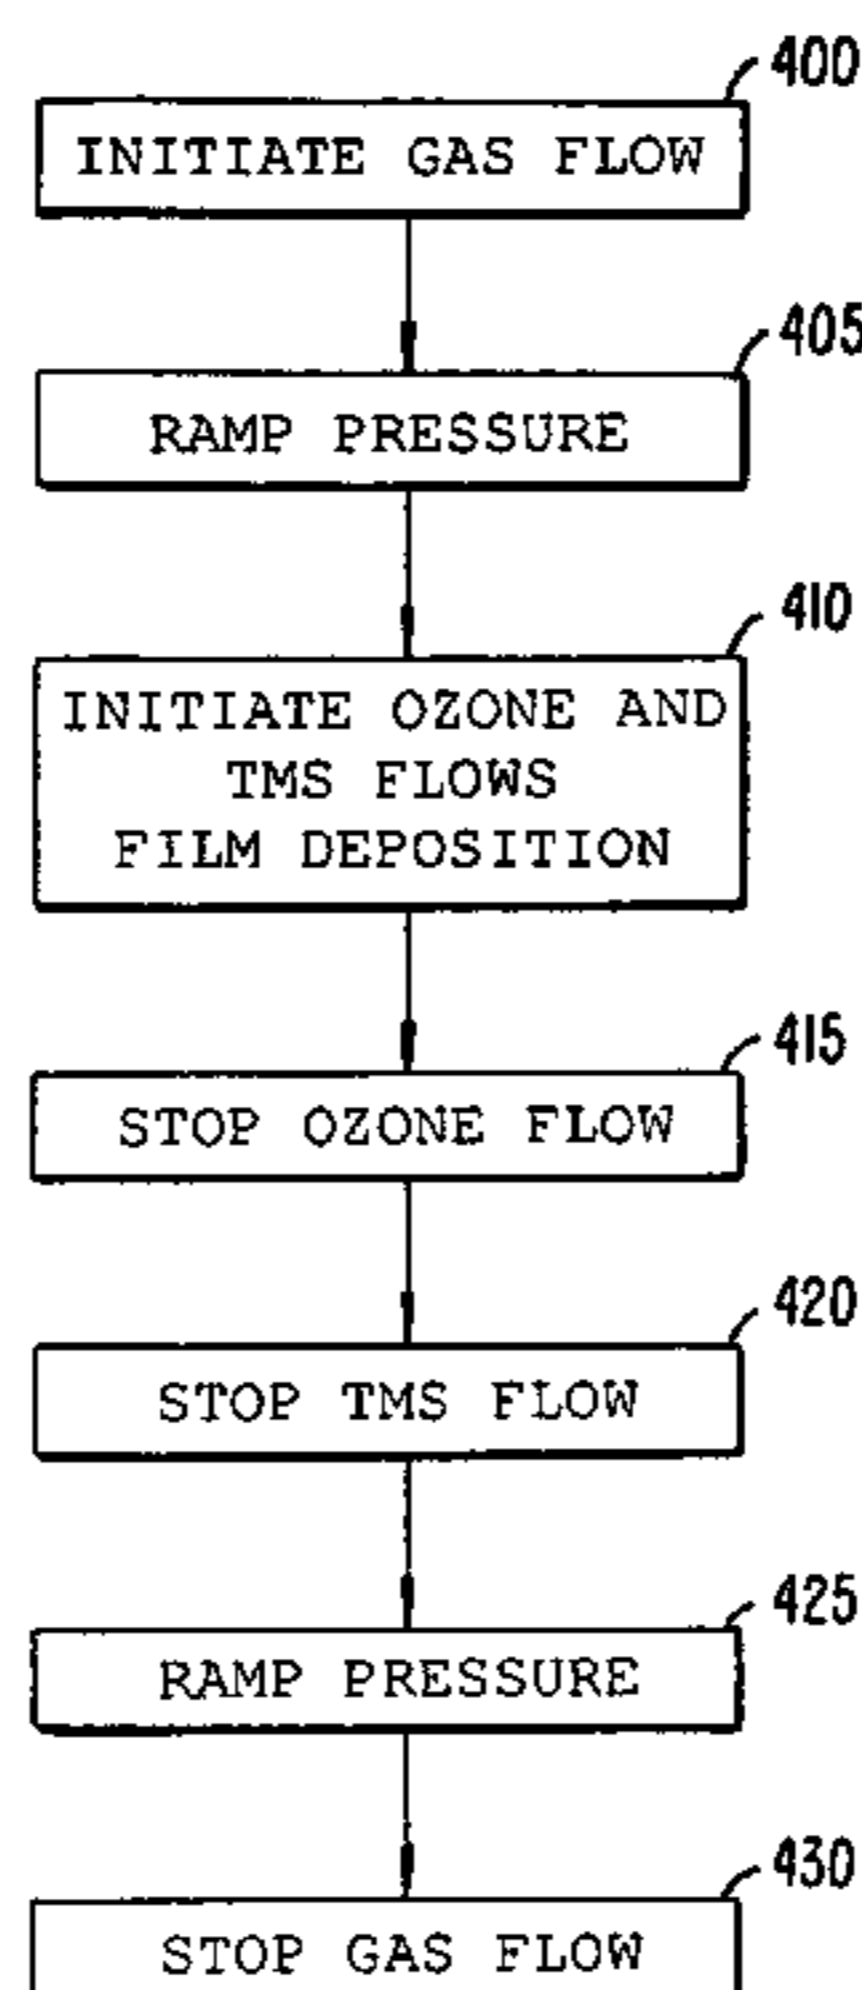 400
INITIATE GAS FLOW
405
RAMP PRESSURE
410
INITIATE OZONE AND
TMS FLOWS
FILM DEPOSITION
415
STOP OZONE FLOW
420
STOP TMS FLOW
425
RAMP PRESSURE
430
STOP GAS FLOW